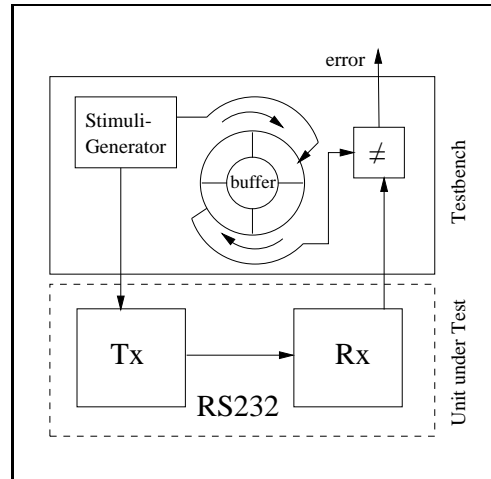 error
Stimuli-
Generator
buffer
≠
Testbench
Tx
Rx
RS232
Unit under Test